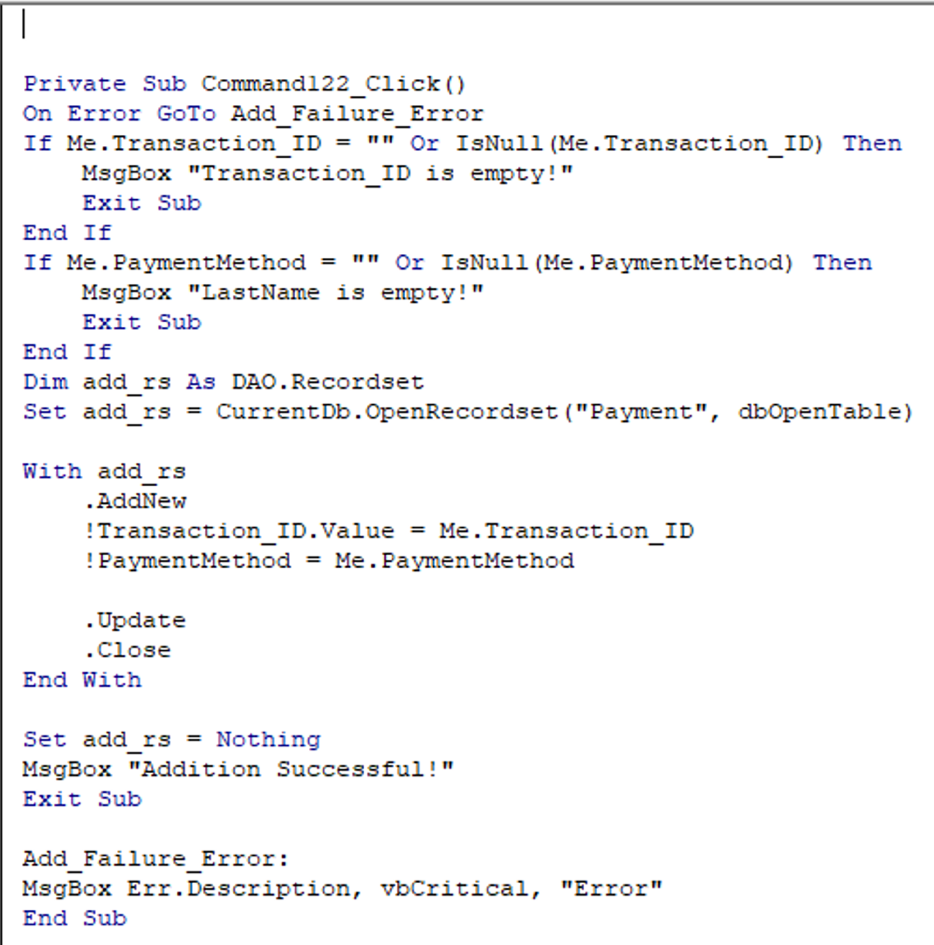 Private Sub Command122_Click()
On Error GoTo Add_Failure_Error
If Me.Transaction_ID = "" Or IsNull(Me.Transaction_ID) Then
    MsgBox "Transaction_ID is empty!"
    Exit Sub
End If
If Me.PaymentMethod = "" Or IsNull(Me.PaymentMethod) Then
    MsgBox "LastName is empty!"
    Exit Sub
End If
Dim add_rs As DAO.Recordset
Set add_rs = CurrentDb.OpenRecordset("Payment", dbOpenTable)
With add_rs
    .AddNew
    !Transaction_ID.Value = Me.Transaction_ID
    !PaymentMethod = Me.PaymentMethod
    .Update
    .Close
End With
Set add_rs = Nothing
MsgBox "Addition Successful!"
Exit Sub
Add_Failure_Error:
MsgBox Err.Description, vbCritical, "Error"
End Sub